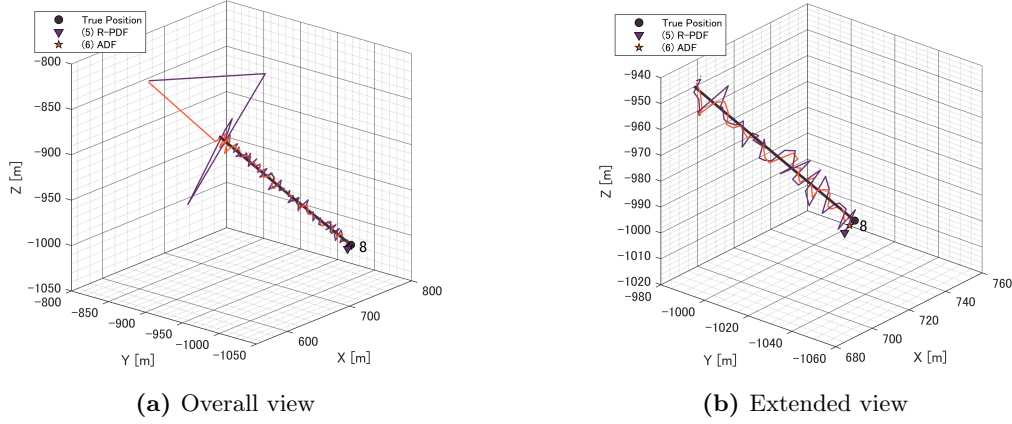 True Position
(5) R-PDF
(6) ADF
-800
-850
-900
-950
-1000
-1050
Z [m]
-800
-850
-900
-950
-1000
-1050
Y [m]
600
700
800
X [m]
8
(a) Overall view
True Position
(5) R-PDF
(6) ADF
-940
-950
-960
-970
-980
-990
-1000
-1010
-1020
Z [m]
-980
-1000
-1020
-1040
-1060
Y [m]
680
700
720
740
760
X [m]
8
(b) Extended view